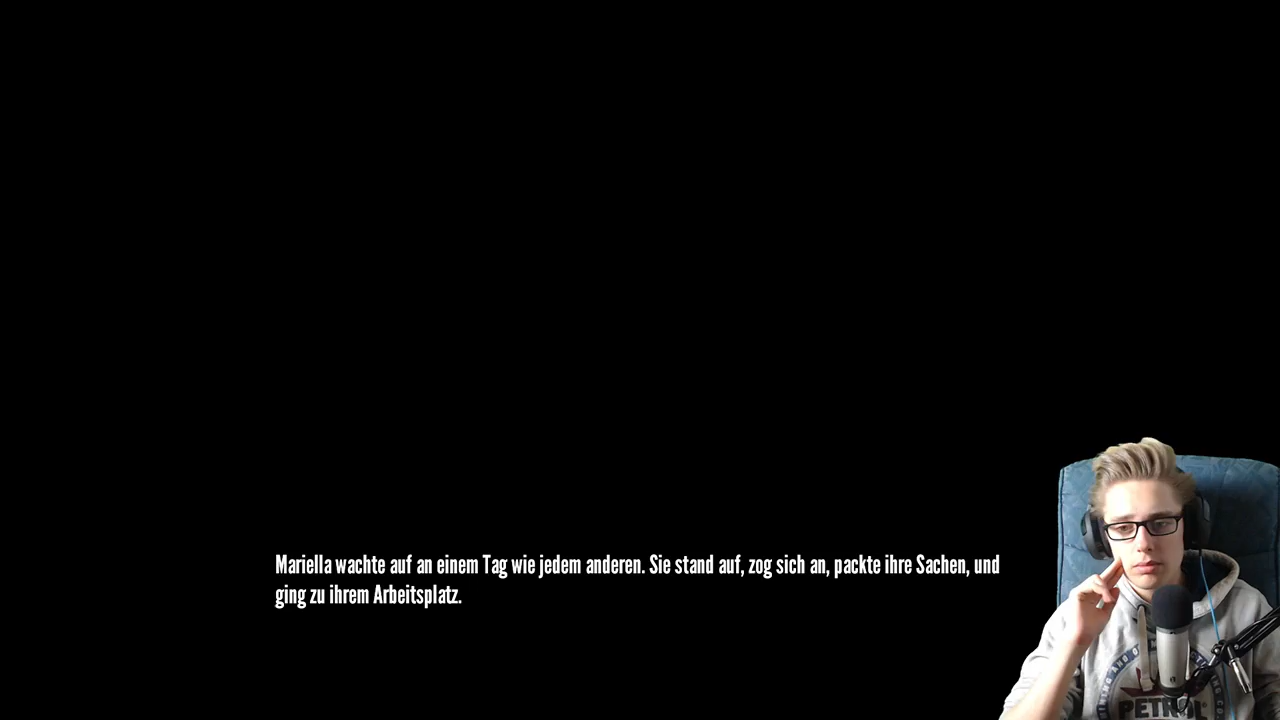 Mariella wachte auf an einem Tag wie jedem anderen. Sie stand auf, zog sich an, packte ihre Sachen, und
ging zu ihrem Arbeitsplatz.
PETROL